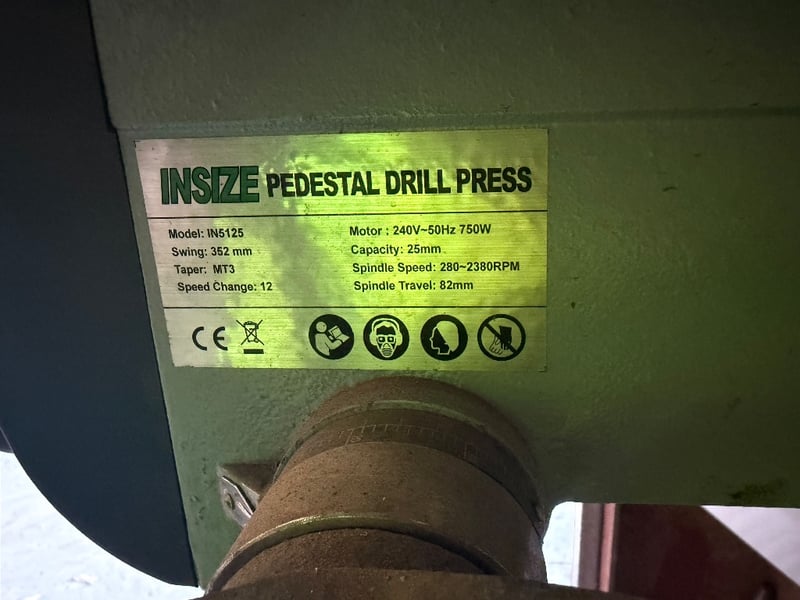 INSIZE PEDESTAL DRILL PRESS
Model: IN5125
Swing: 352 mm
Taper: MT3
Speed Change: 12
Motor : 240V~50Hz 750W
Capacity: 25mm
Spindle Speed: 280~2380RPM
Spindle Travel: 82mm
CE